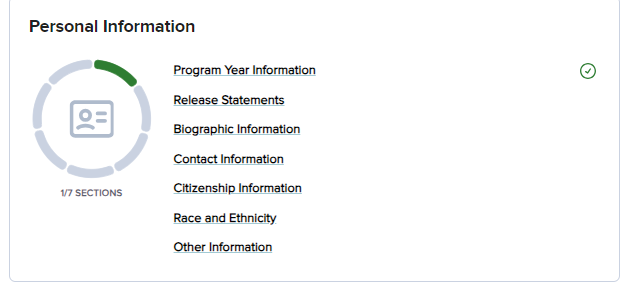 Personal Information
Program Year Information
Release Statements
Biographic Information
Contact Information
Citizenship Information
Race and Ethnicity
Other Information
1/7 SECTIONS